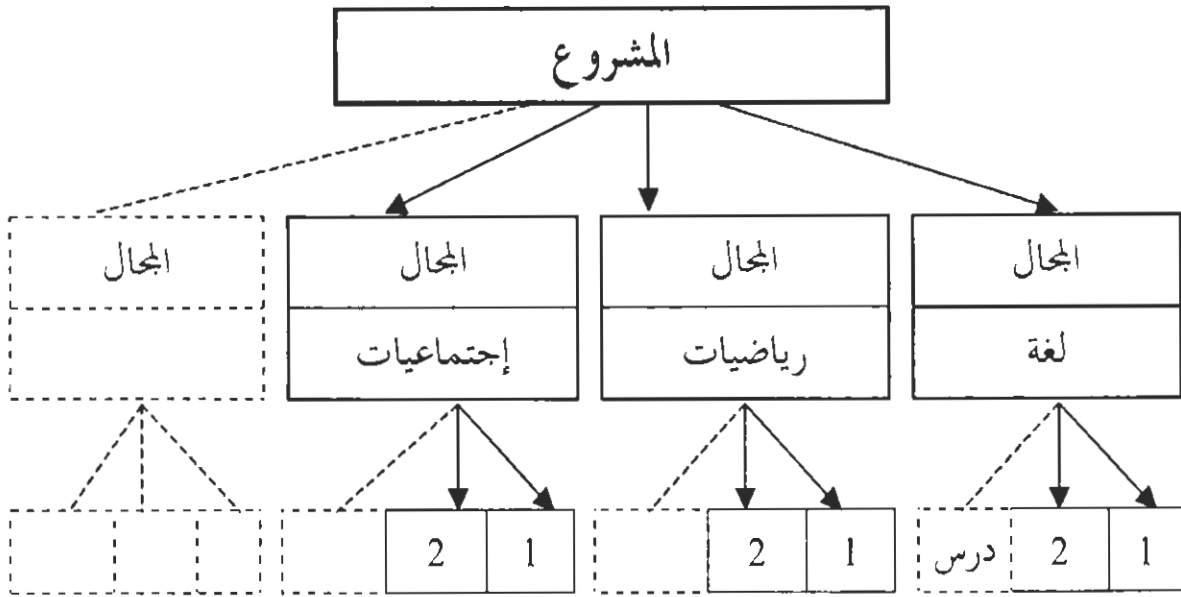 المشروع
المجال المجال المجال المجال
لغة رياضيات إجتماعيات
1 2 درس 1 2 1 2